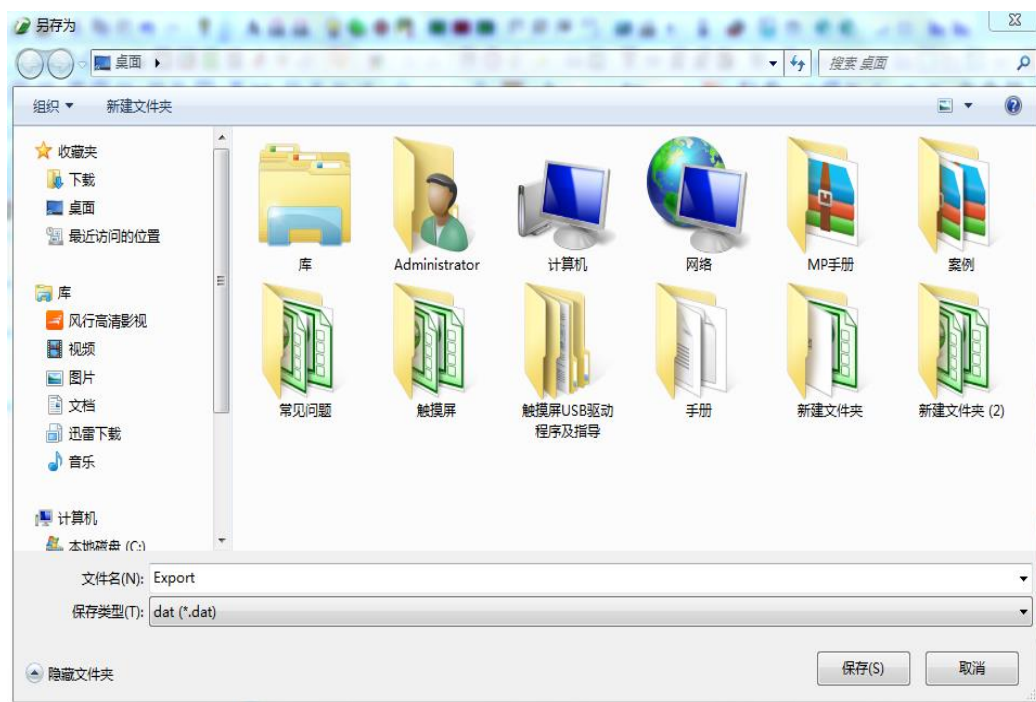 另存为
桌面
搜索 桌面
组织
新建文件夹
收藏夹
下载
桌面
最近访问的位置
库
风行高清影视
视频
图片
文档
迅雷下载
音乐
计算机
本地磁盘 (C:)
库
Administrator
计算机
网络
MP手册
案例
常见问题
触摸屏
触摸屏USB驱动
程序及指导
手册
新建文件夹
新建文件夹 (2)
文件名(N): Export
保存类型(T): dat (*.dat)
隐藏文件夹
保存(S)
取消